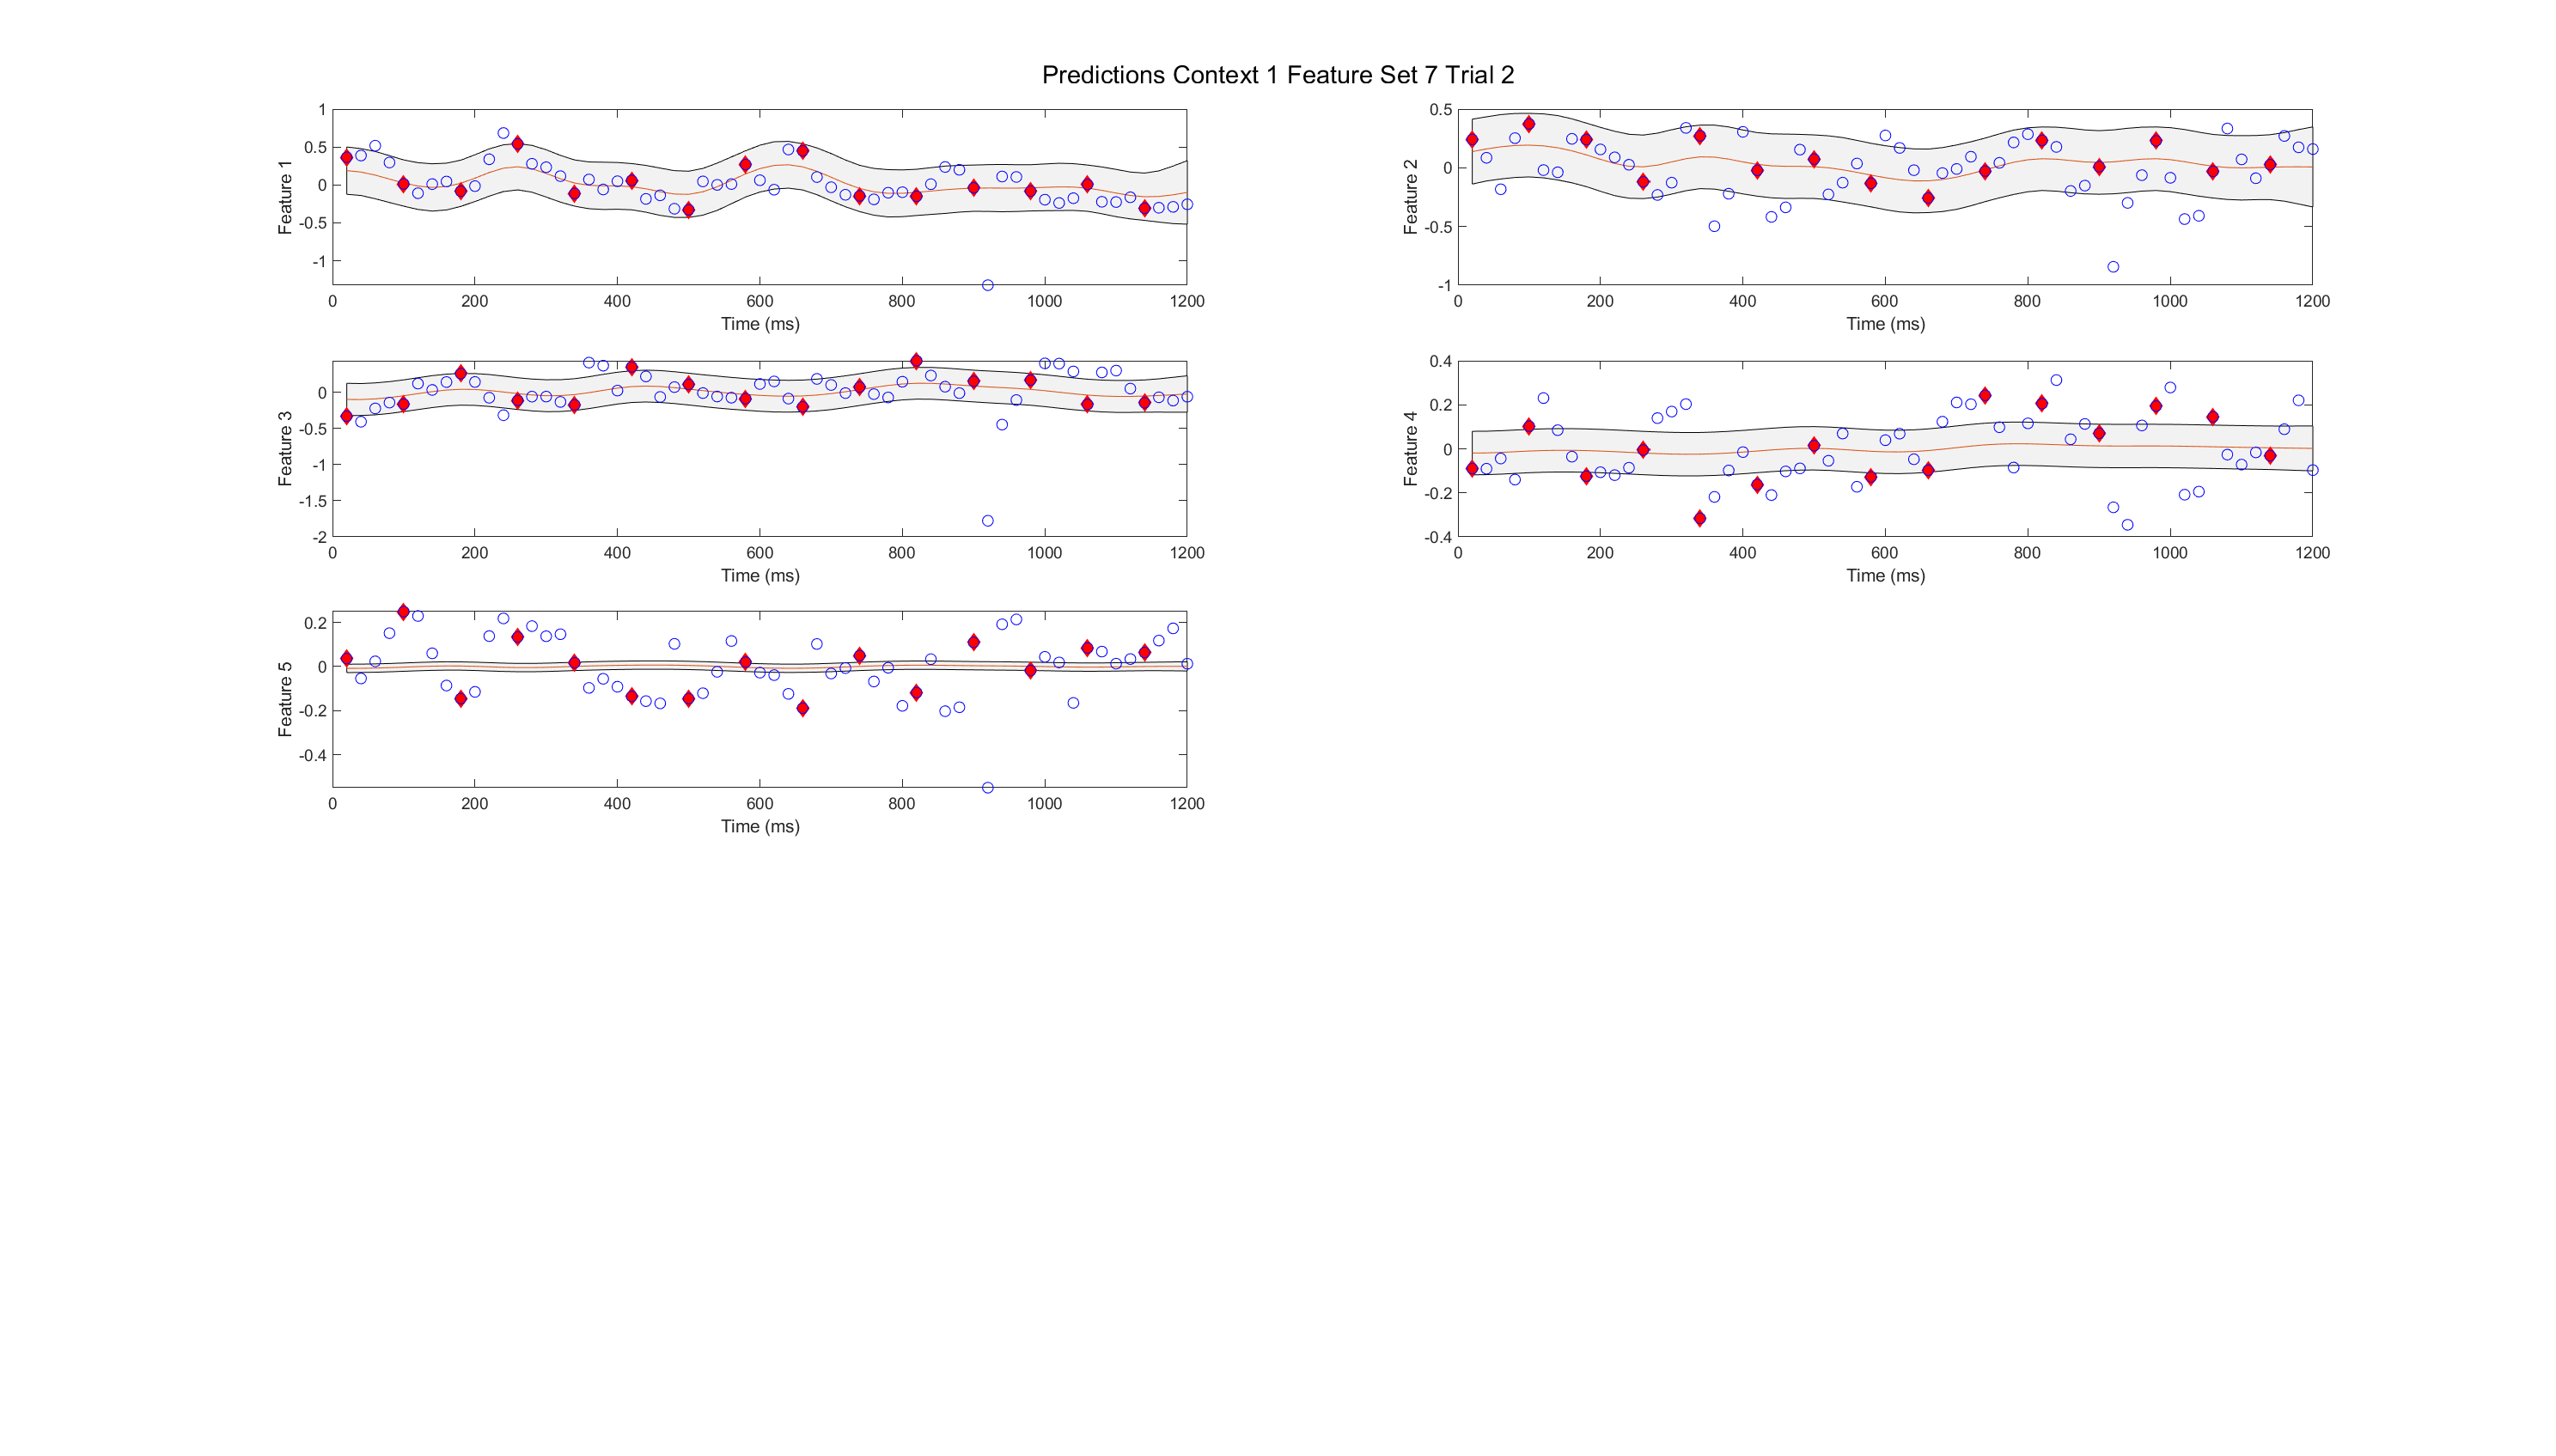 Predictions Context 1 Feature Set 7 Trial 2
1
0.5
0
-0.5
-1
Feature 1
0 200 400 600 800 1000 1200
Time (ms)
0.5
0
-0.5
-1
Feature 2
0 200 400 600 800 1000 1200
Time (ms)
0
-0.5
-1
-1.5
-2
Feature 3
0 200 400 600 800 1000 1200
Time (ms)
0.4
0.2
0
-0.2
-0.4
Feature 4
0 200 400 600 800 1000 1200
Time (ms)
0.2
0
-0.2
-0.4
Feature 5
0 200 400 600 800 1000 1200
Time (ms)